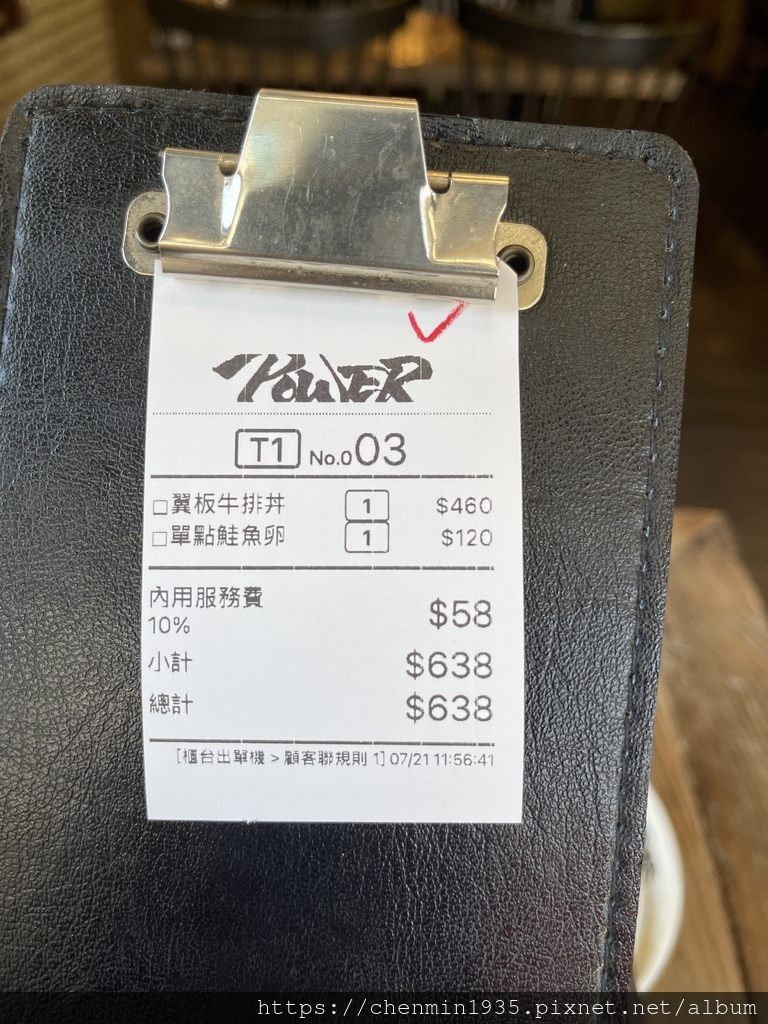 POWER
T1 No.003
□翼板牛排丼 1 $460
□單點鮭魚卵 1 $120
內用服務費
10% $58
小計 $638
總計 $638
[櫃台出單機 > 顧客聯規則 1] 07/21 11:56:41
https://chenmin1935.pixnet.net/album